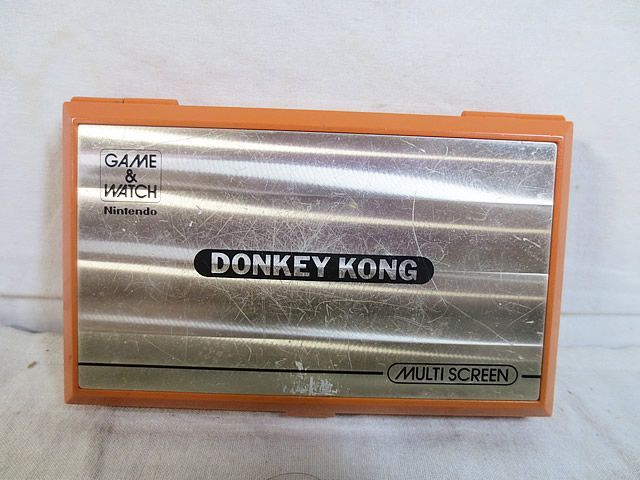 GAME
&
WATCH
Nintendo
DONKEY KONG
MULTI SCREEN